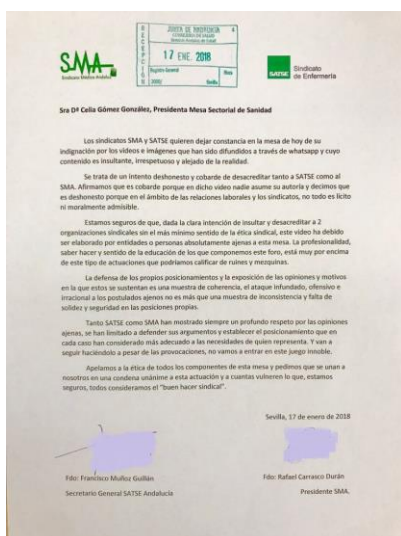 RECEPCIÓN
JUNTA DE ANDALUCÍA
CONSEJERÍA DE SALUD
Servicio Andaluz de Salud
17 ENE. 2018
Registro General
Hora
Sevilla
SMA
Sindicato Médico Andaluz
SATSE
Sindicato
de Enfermería
Sra Dª Celia Gómez González, Presidenta Mesa Sectorial de Sanidad
Los sindicatos SMA y SATSE quieren dejar constancia en la mesa de hoy de su
indignación por los videos e imágenes que han sido difundidos a través de whatsapp y cuyo
contenido es insultante, irrespetuoso y alejado de la realidad.
Se trata de un intento deshonesto y cobarde de desacreditar tanto a SATSE como al
SMA. Afirmamos que es cobarde porque en dicho video nadie asume su autoría y decimos que
es deshonesto porque en el ámbito de las relaciones laborales y los sindicatos, no todo es lícito
ni moralmente admisible.
Estamos seguros de que, dada la clara intención de insultar y desacreditar a 2
organizaciones sindicales sin el más mínimo sentido de la ética sindical, este video ha debido
ser elaborado por entidades o personas absolutamente ajenas a esta mesa. La profesionalidad,
saber hacer y sentido de la educación de los que componemos este foro, está muy por encima
de este tipo de actuaciones que podríamos calificar de ruines y mezquinas.
La defensa de los propios posicionamientos y la exposición de las opiniones y motivos
en la que estos se sustentan es una muestra de coherencia, el ataque infundado, ofensivo e
irracional a los postulados ajenos no es más que una muestra de inconsistencia y falta de
solidez y seguridad en las posiciones propias.
Tanto SATSE como SMA han mostrado siempre un profundo respeto por las opiniones
ajenas, se han limitado a defender sus argumentos y establecer el posicionamiento que en
cada caso han considerado más adecuado a las necesidades de quien representa. Y van a
seguir haciéndolo a pesar de las provocaciones, no vamos a entrar en este juego innoble.
Apelamos a la ética de todos los componentes de esta mesa y pedimos que se unan a
nosotros en una condena unánime a esta actuación y a cuantas vulneren lo que, estamos
seguros, todos consideramos el "buen hacer sindical".
Sevilla, 17 de enero de 2018
Fdo: Francisco Muñoz Guillán
Fdo: Rafael Carrasco Durán
Secretario General SATSE Andalucía
Presidente SMA,